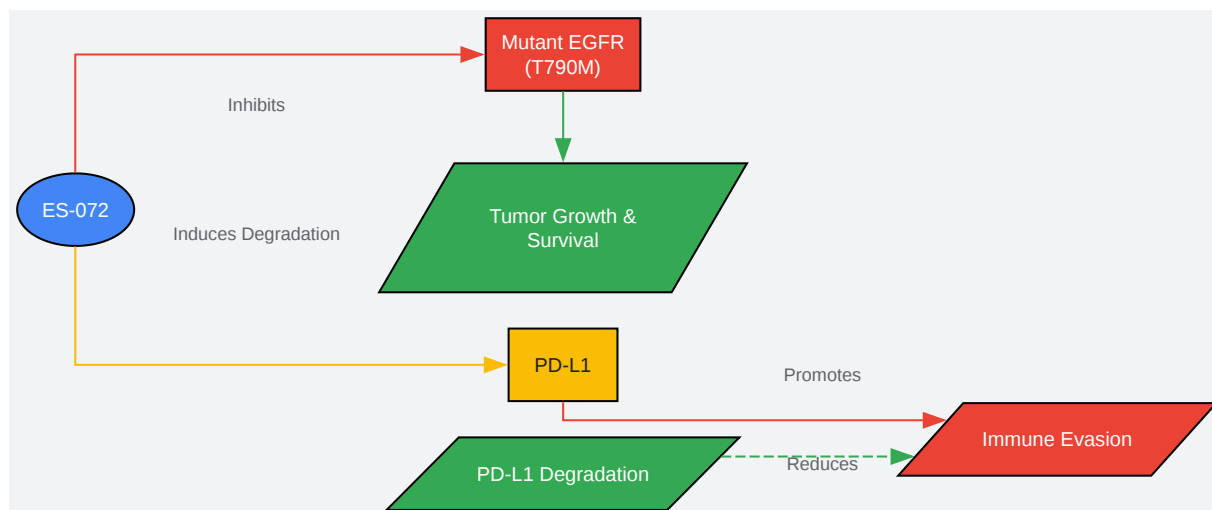 Mutant EGFR
(T790M)
Inhibits
ES-072
Tumor Growth &
Survival
Induces Degradation
PD-L1
Promotes
Immune Evasion
PD-L1 Degradation
Reduces